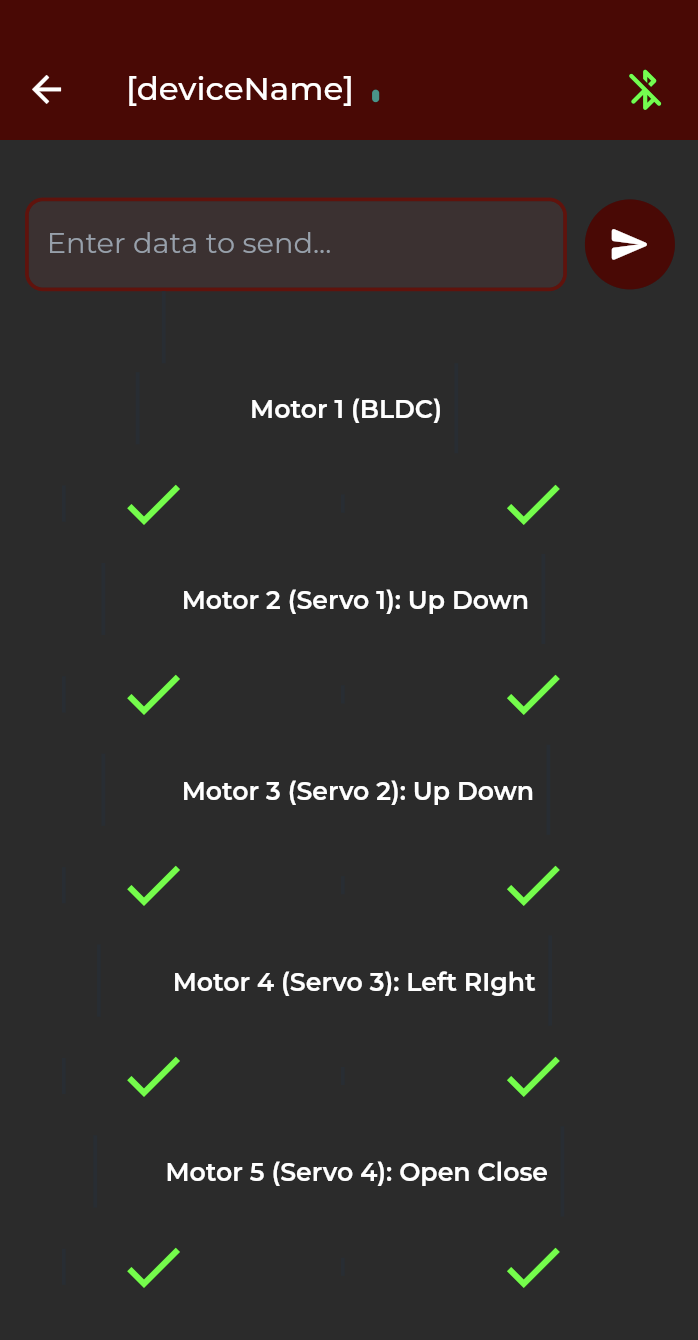 [deviceName]
Enter data to send...
Motor 1 (BLDC)
Motor 2 (Servo 1): Up Down
Motor 3 (Servo 2): Up Down
Motor 4 (Servo 3): Left RIght
Motor 5 (Servo 4): Open Close